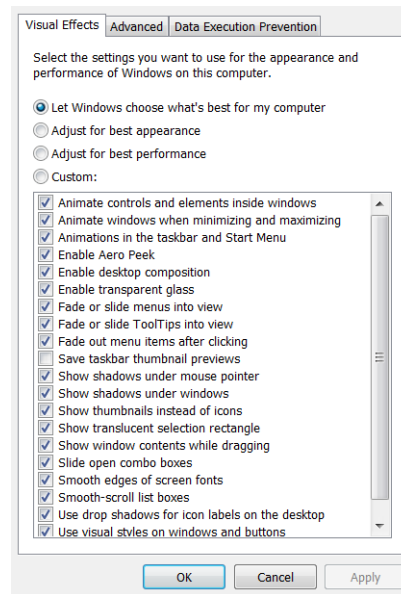 Visual Effects Advanced Data Execution Prevention
Select the settings you want to use for the appearance and
performance of Windows on this computer.
Let Windows choose what's best for my computer
Adjust for best appearance
Adjust for best performance
Custom:
Animate controls and elements inside windows
Animate windows when minimizing and maximizing
Animations in the taskbar and Start Menu
Enable Aero Peek
Enable desktop composition
Enable transparent glass
Fade or slide menus into view
Fade or slide ToolTips into view
Fade out menu items after clicking
Save taskbar thumbnail previews
Show shadows under mouse pointer
Show shadows under windows
Show thumbnails instead of icons
Show translucent selection rectangle
Show window contents while dragging
Slide open combo boxes
Smooth edges of screen fonts
Smooth-scroll list boxes
Use drop shadows for icon labels on the desktop
Use visual styles on windows and buttons
OK Cancel Apply